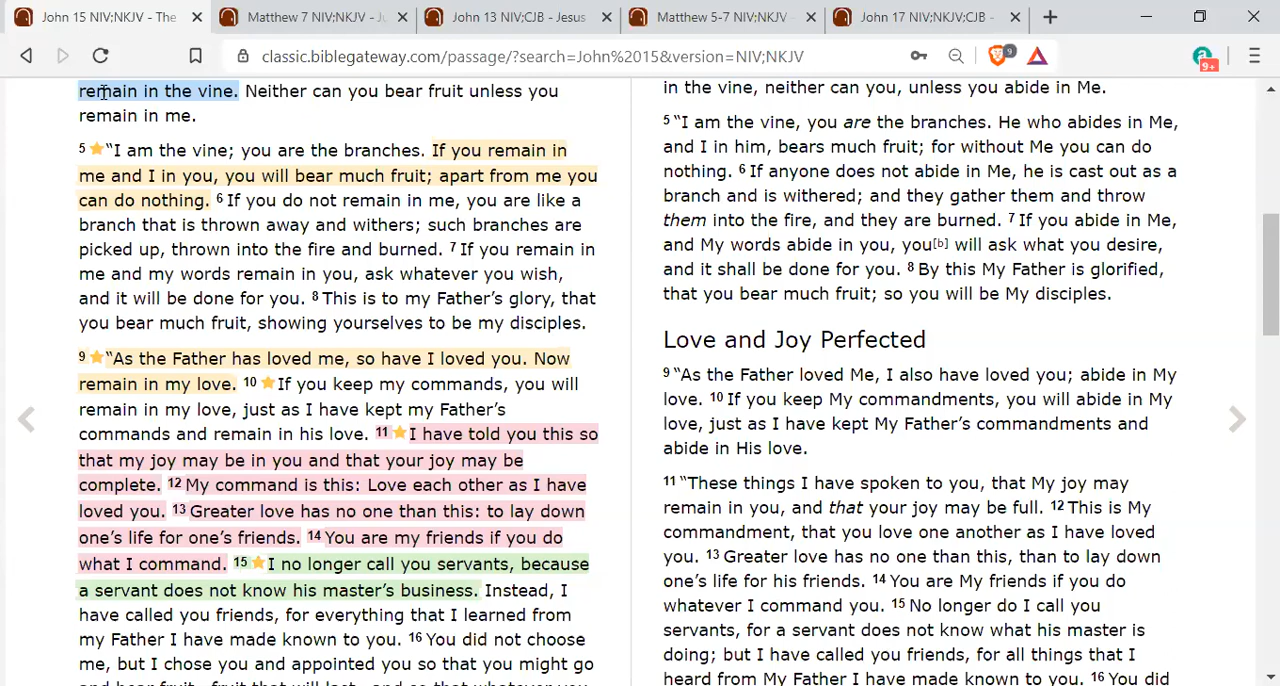 John 15 NIV;NKJV - The
Matthew 7 NIV;NKJV - J
John 13 NIV;CJB - Jesus
Matthew 5-7 NIV;NKJV -
John 17 NIV;NKJV;CJB -
classic.biblegateway.com/passage/?search=John%2015&version=NIV;NKJV
9
9+
remain in the vine. Neither can you bear fruit unless you
remain in me.
5 “I am the vine; you are the branches. If you remain in
me and I in you, you will bear much fruit; apart from me you
can do nothing. 6 If you do not remain in me, you are like a
branch that is thrown away and withers; such branches are
picked up, thrown into the fire and burned. 7 If you remain in
me and my words remain in you, ask whatever you wish,
and it will be done for you. 8 This is to my Father’s glory, that
you bear much fruit, showing yourselves to be my disciples.
9 “As the Father has loved me, so have I loved you. Now
remain in my love. 10 If you keep my commands, you will
remain in my love, just as I have kept my Father’s
commands and remain in his love. 11 I have told you this so
that my joy may be in you and that your joy may be
complete. 12 My command is this: Love each other as I have
loved you. 13 Greater love has no one than this: to lay down
one’s life for one’s friends. 14 You are my friends if you do
what I command. 15 I no longer call you servants, because
a servant does not know his master’s business. Instead, I
have called you friends, for everything that I learned from
my Father I have made known to you. 16 You did not choose
me, but I chose you and appointed you so that you might go
and bear fruit—fruit that will last—and so that whatever you
in the vine, neither can you, unless you abide in Me.
5 “I am the vine, you are the branches. He who abides in Me,
and I in him, bears much fruit; for without Me you can do
nothing. 6 If anyone does not abide in Me, he is cast out as a
branch and is withered; and they gather them and throw
them into the fire, and they are burned. 7 If you abide in Me,
and My words abide in you, you[b] will ask what you desire,
and it shall be done for you. 8 By this My Father is glorified,
that you bear much fruit; so you will be My disciples.
Love and Joy Perfected
9 “As the Father loved Me, I also have loved you; abide in My
love. 10 If you keep My commandments, you will abide in My
love, just as I have kept My Father’s commandments and
abide in His love.
11 “These things I have spoken to you, that My joy may
remain in you, and that your joy may be full. 12 This is My
commandment, that you love one another as I have loved
you. 13 Greater love has no one than this, than to lay down
one’s life for his friends. 14 You are My friends if you do
whatever I command you. 15 No longer do I call you
servants, for a servant does not know what his master is
doing; but I have called you friends, for all things that I
heard from My Father I have made known to you. 16 You did